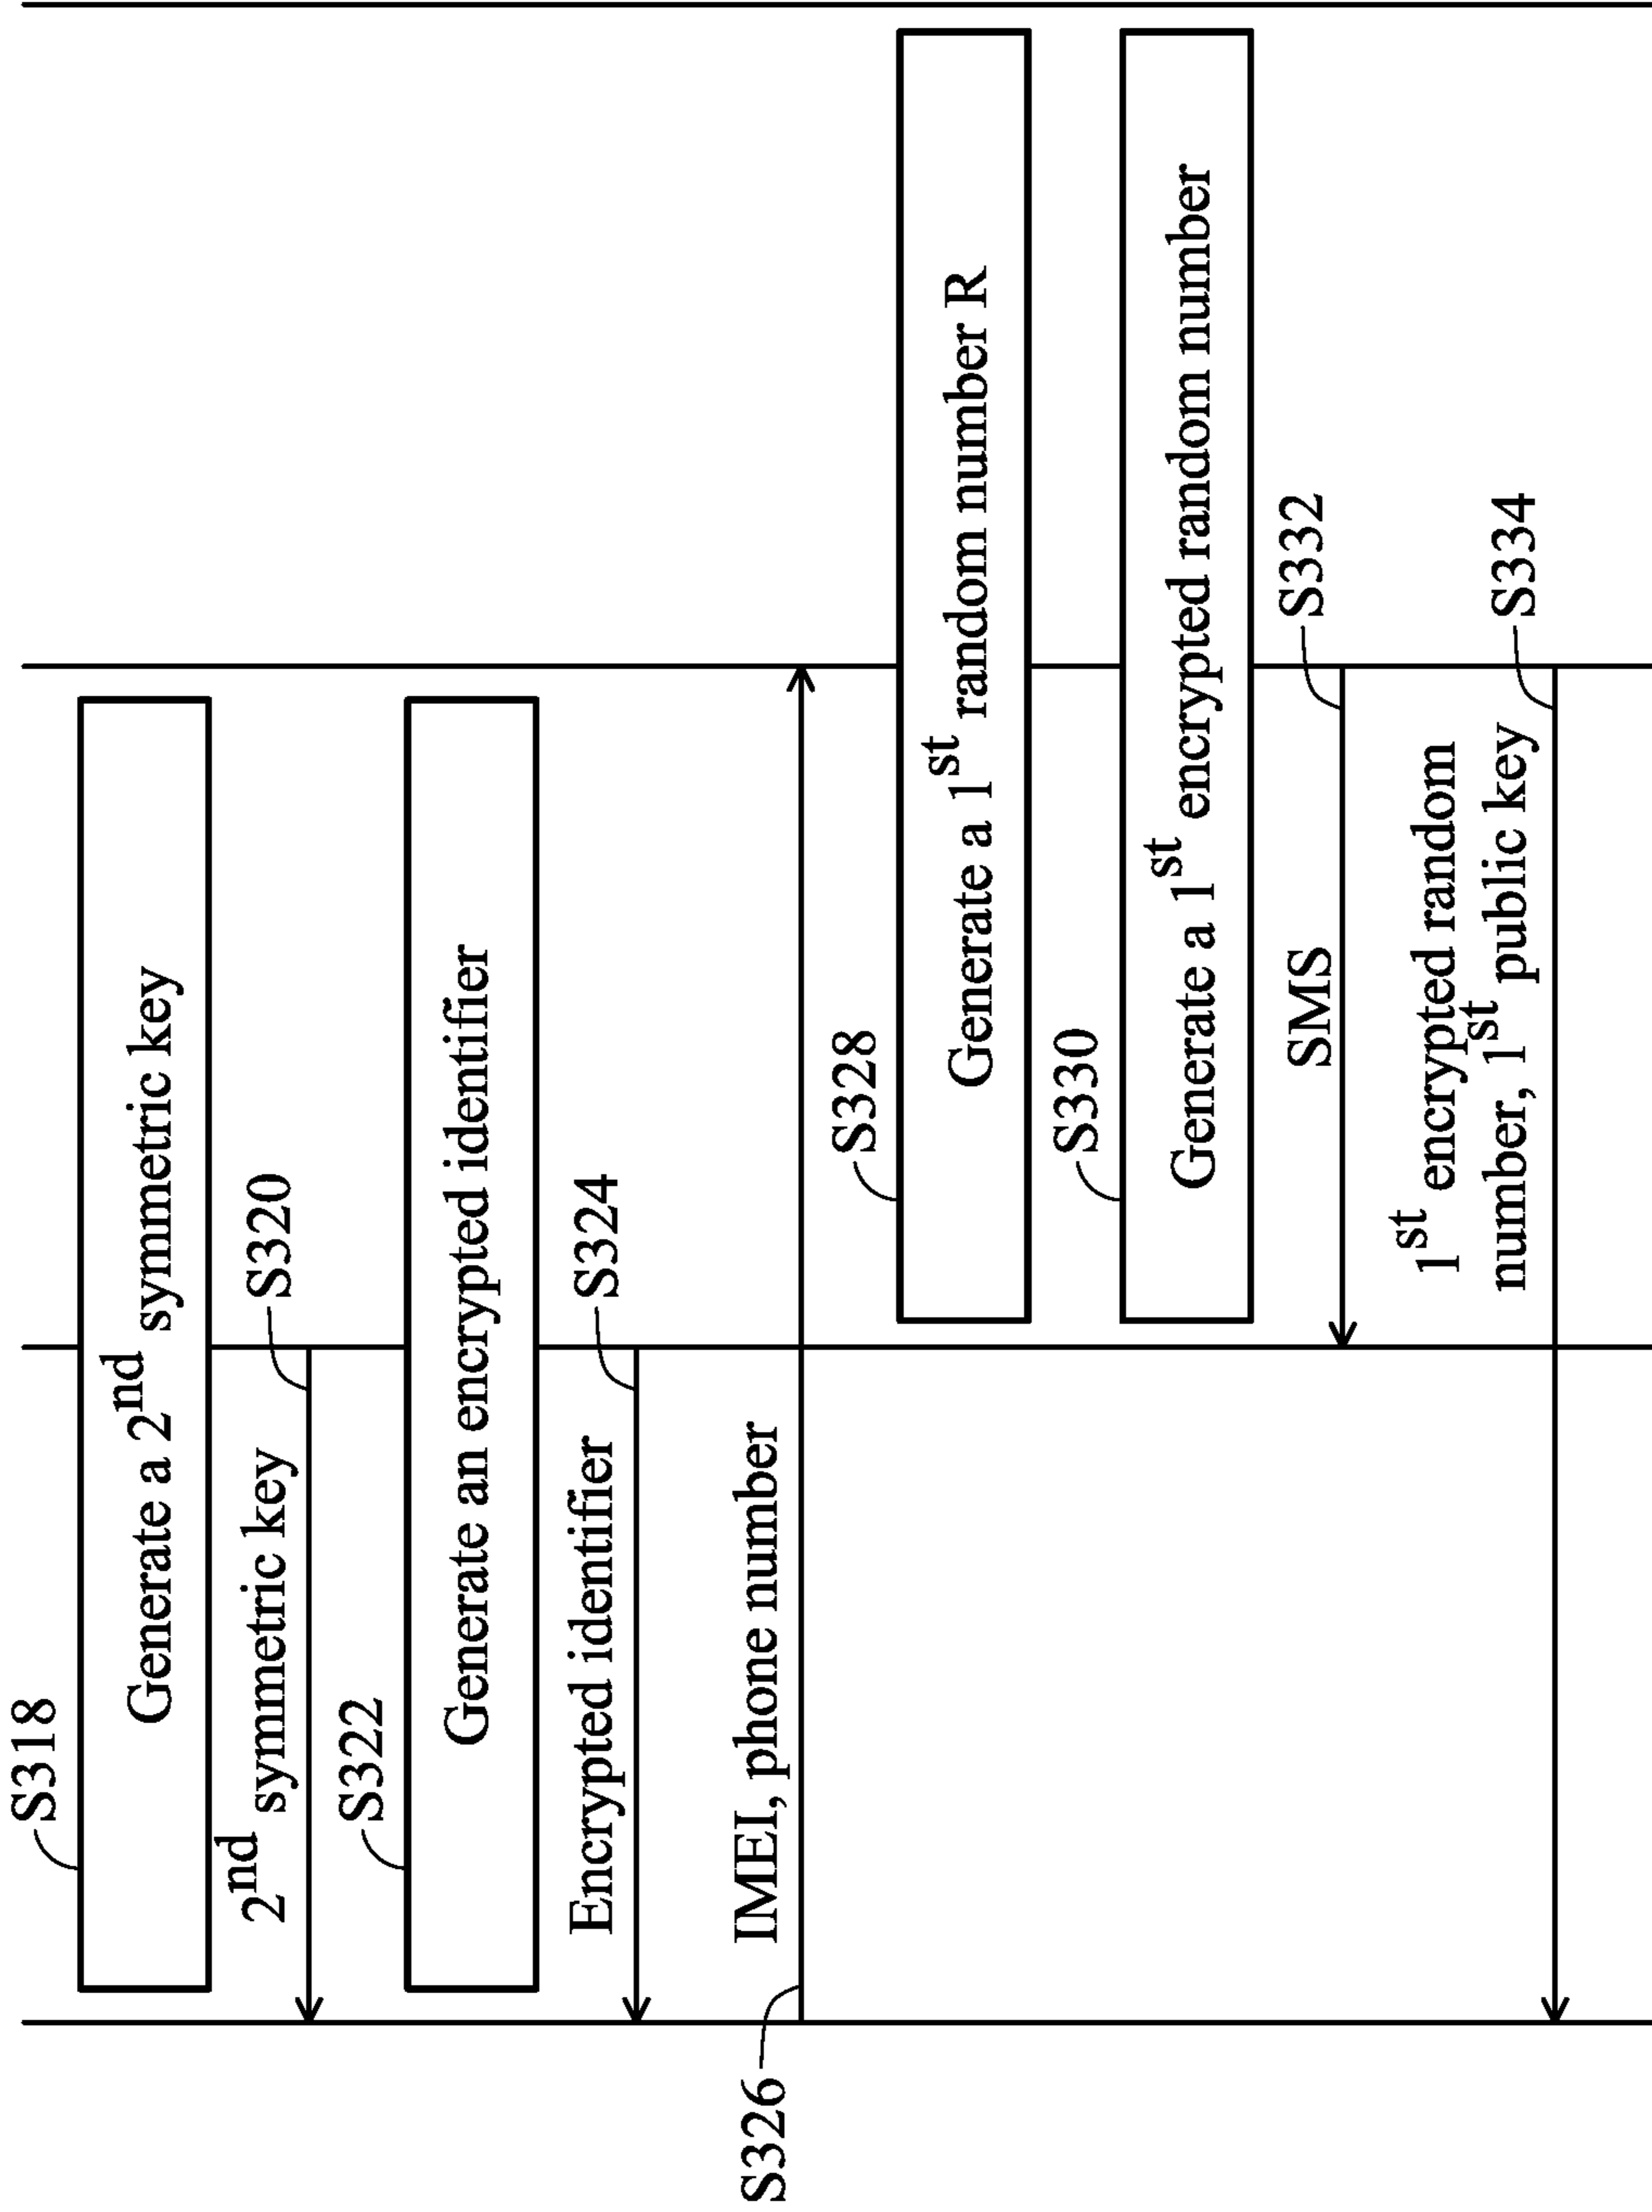 S318
Generate a 2nd symmetric key
2nd symmetric key
S320
S322
Generate an encrypted identifier
Encrypted identifier
S324
IMEI, phone number
S326
S328
Generate a 1st random number R
S330
Generate a 1st encrypted random number
SMS
S332
1st encrypted random
number, 1st public key
S334